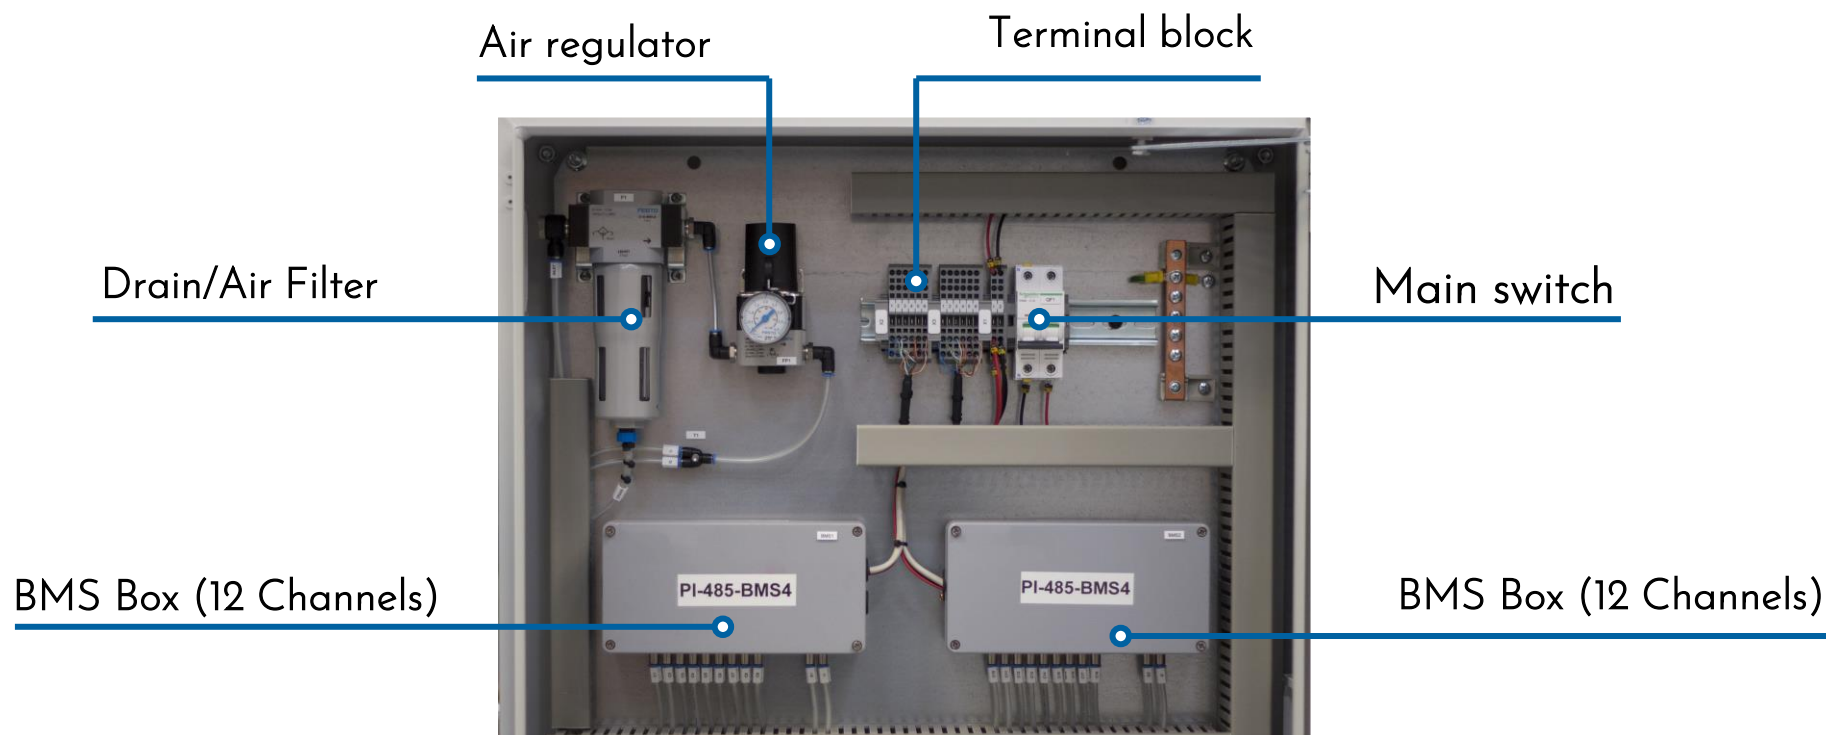 Air regulator
Terminal block
Drain/Air Filter
Main switch
BMS Box (12 Channels)
PI-485-BMS4
PI-485-BMS4
BMS Box (12 Channels)